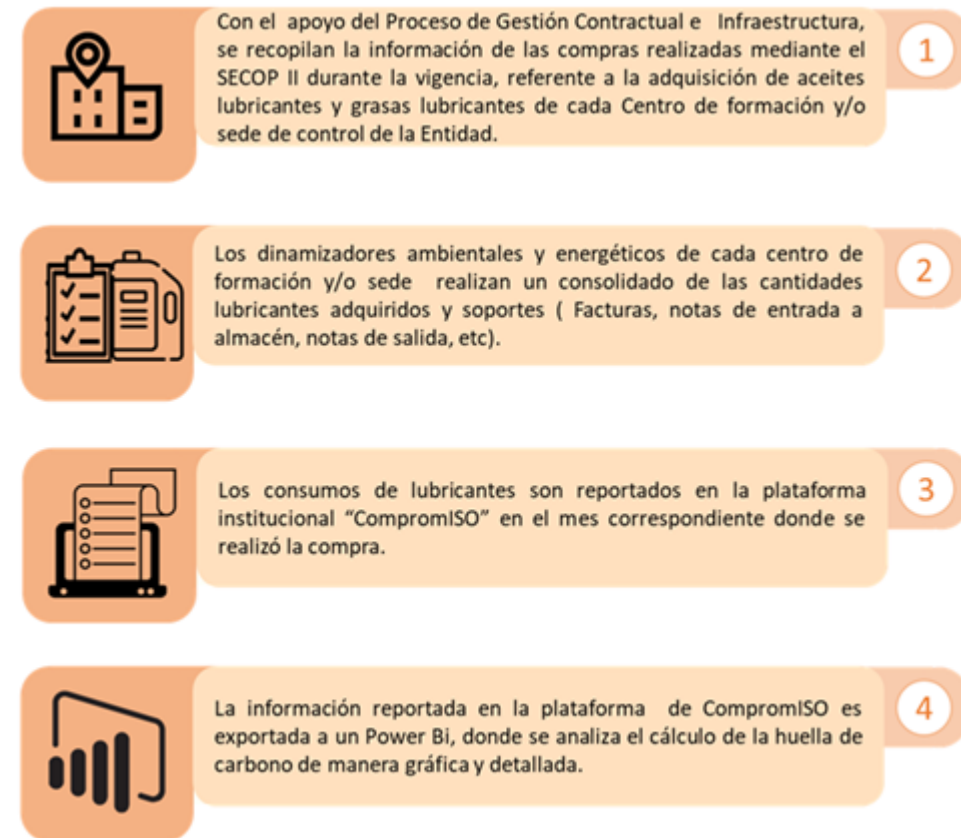 Con el apoyo del Proceso de Gestión Contractual e Infraestructura,
se recopilan la información de las compras realizadas mediante el
SECOP II durante la vigencia, referente a la adquisición de aceites
lubricantes y grasas lubricantes de cada Centro de formación y/o
sede de control de la Entidad.
1
Los dinamizadores ambientales y energéticos de cada centro de
formación y/o sede realizan un consolidado de las cantidades
lubricantes adquiridos y soportes ( Facturas, notas de entrada a
almacén, notas de salida, etc).
2
Los consumos de lubricantes son reportados en la plataforma
institucional “CompromISO” en el mes correspondiente donde se
realizó la compra.
3
La información reportada en la plataforma de CompromISO es
exportada a un Power Bi, donde se analiza el cálculo de la huella de
carbono de manera gráfica y detallada.
4